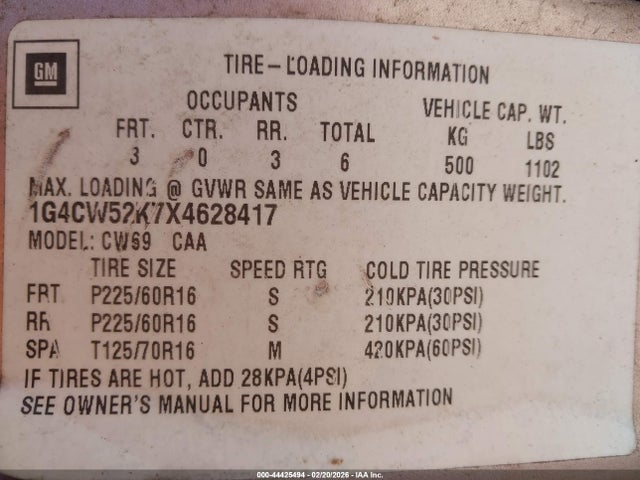 GM
TIRE-LOADING INFORMATION
OCCUPANTS VEHICLE CAP. WT.
FRT. CTR. RR. TOTAL KG LBS
3 0 3 6 500 1102
MAX. LOADING @ GVWR SAME AS VEHICLE CAPACITY WEIGHT.
1G4CW52K7X4628417
MODEL: CW69 CAA
TIRE SIZE SPEED RTG COLD TIRE PRESSURE
FRT P225/60R16 S 210KPA(30PSI)
RR P225/60R16 S 210KPA(30PSI)
SPA T125/70R16 M 420KPA(60PSI)
IF TIRES ARE HOT, ADD 28KPA(4PSI)
SEE OWNER'S MANUAL FOR MORE INFORMATION
000-44425494 - 02/20/2026 - IAA Inc.